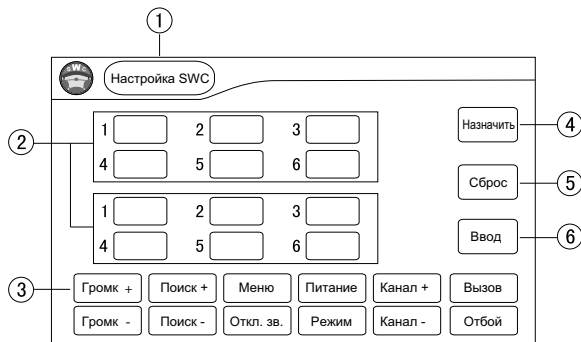 1
SWC
Настройка SWC
2
1 2 3
4 5 6
1 2 3
4 5 6
Назначить
4
Сброс
5
Ввод
6
3
Громк + Поиск + Меню Питание Канал + Вызов
Громк - Поиск - Откл. зв. Режим Канал - Отбой